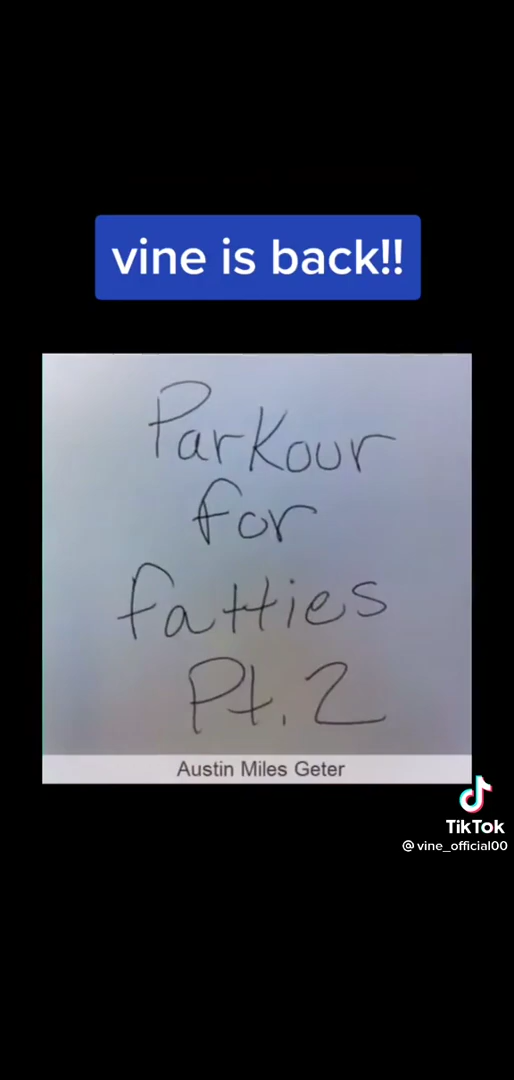 vine is back!!
Parkour
for
fatties
Pt. 2
Austin Miles Geter
TikTok
@vine_official00